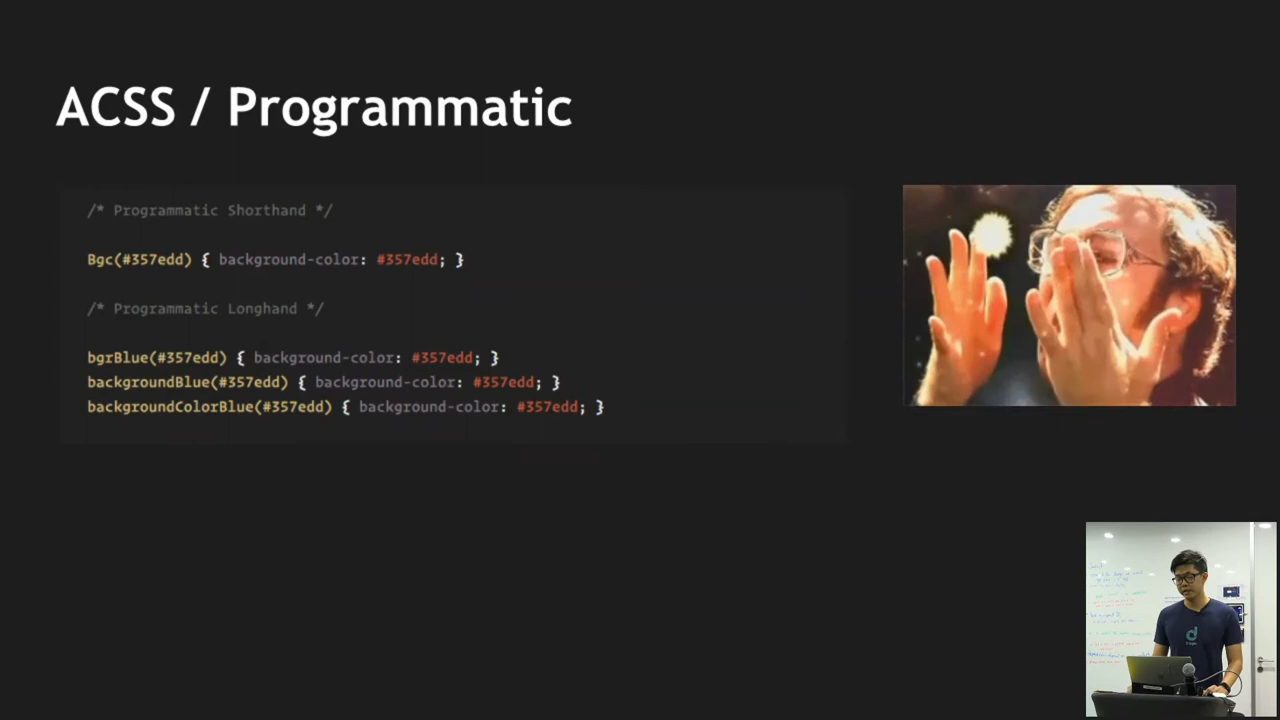 ACSS / Programmatic
/* Programmatic Shorthand */
Bgc(#357edd) { background-color: #357edd; }
/* Programmatic Longhand */
bgrBlue(#357edd) { background-color: #357edd; }
backgroundBlue(#357edd) { background-color: #357edd; }
backgroundColorBlue(#357edd) { background-color: #357edd; }